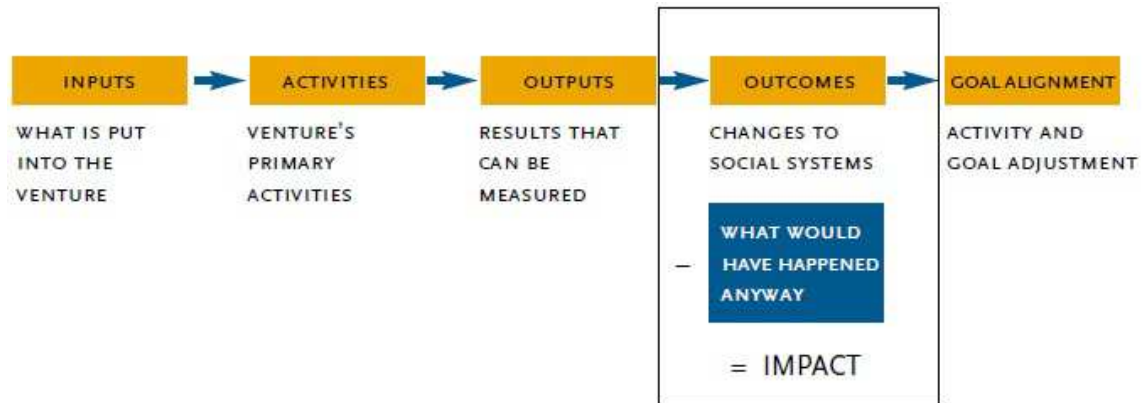 INPUTS
ACTIVITIES
OUTPUTS
OUTCOMES
GOAL ALIGNMENT
WHAT IS PUT
INTO THE
VENTURE
VENTURE'S
PRIMARY
ACTIVITIES
RESULTS THAT
CAN BE
MEASURED
CHANGES TO
SOCIAL SYSTEMS
ACTIVITY AND
GOAL ADJUSTMENT
–
WHAT WOULD
HAVE HAPPENED
ANYWAY
= IMPACT